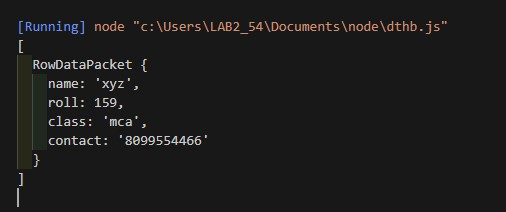 [Running] node "c:\Users\LAB2_54\Documents\node\dthb.js"
[
  RowDataPacket {
    name: 'xyz',
    roll: 159,
    class: 'mca',
    contact: '8099554466'
  }
]